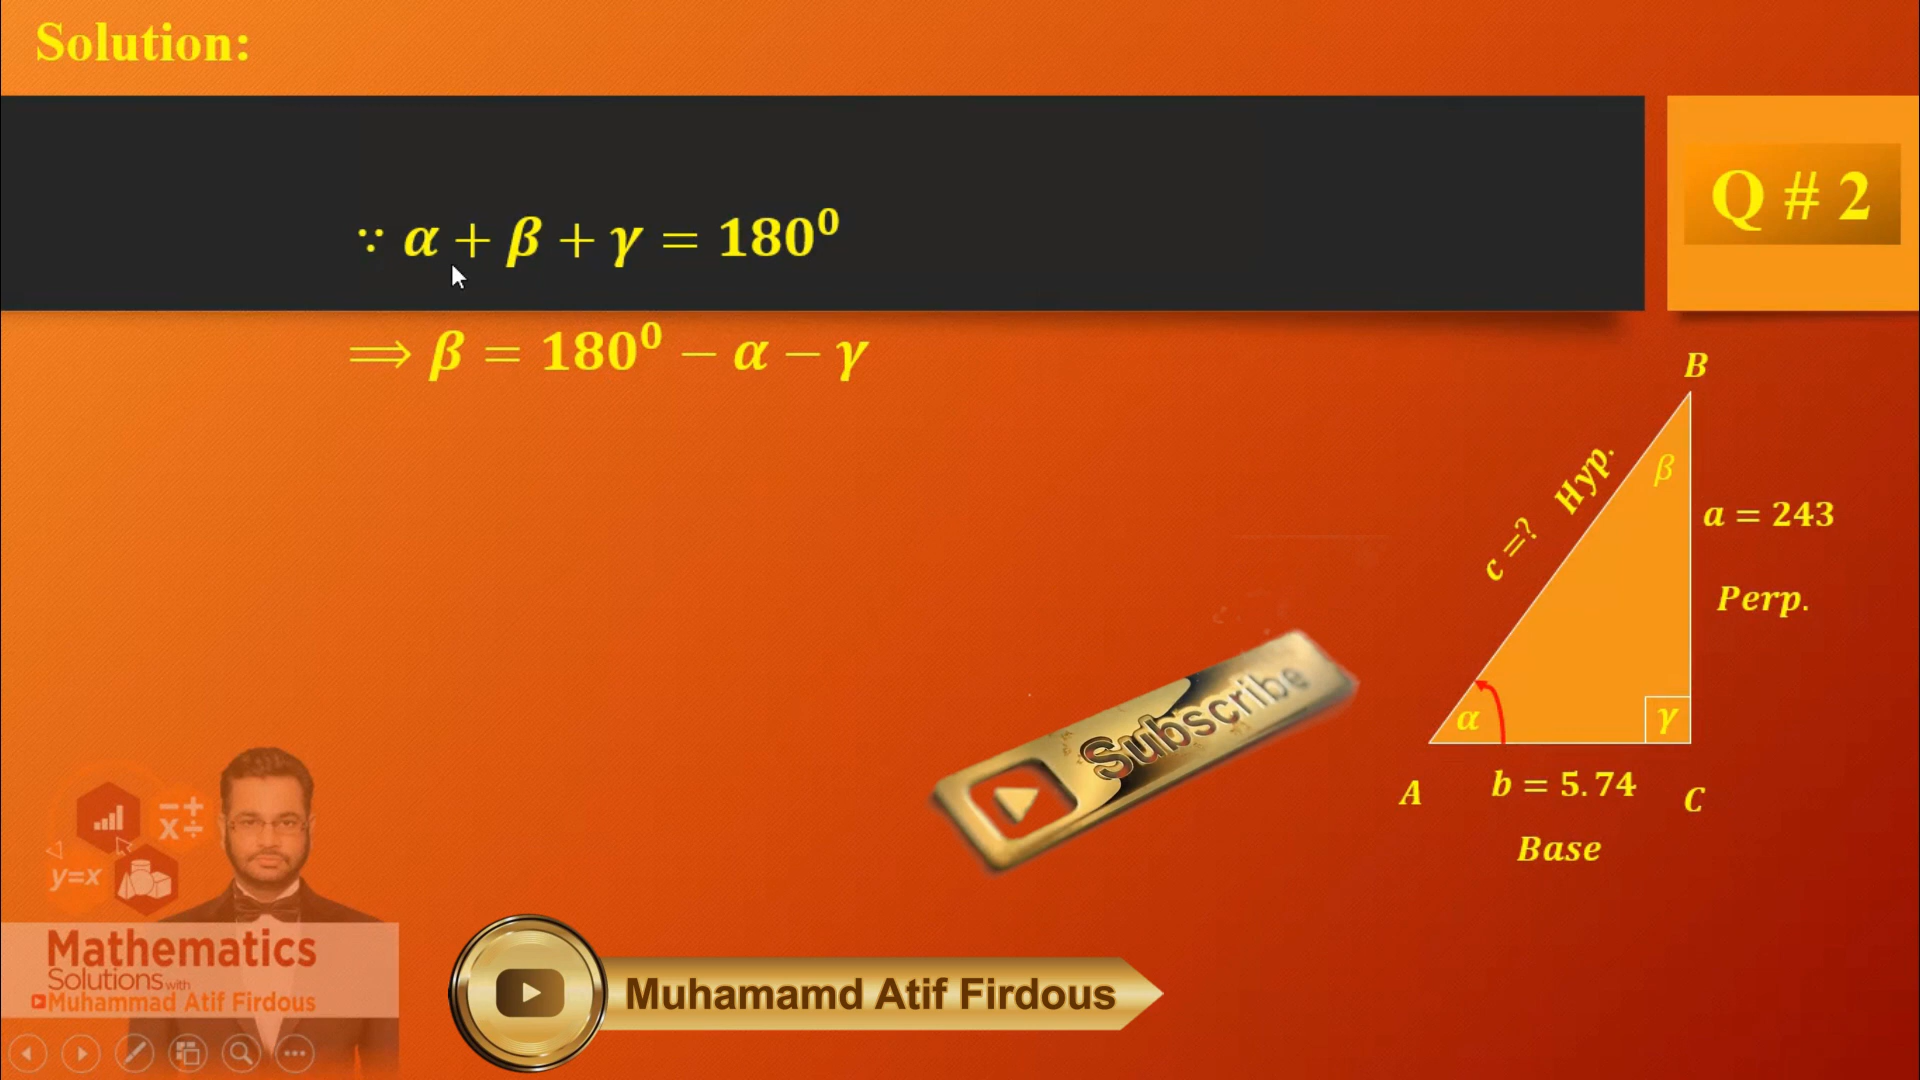 Solution:
Q # 2
∵ α + β + γ = 180⁰
⟹ β = 180⁰ − α − γ
B
β
Hyp.
c =?
a = 243
Perp.
α
γ
A
b = 5.74
C
Base
Subscribe
y=x
Mathematics
Solutions with
Muhammad Atif Firdous
Muhamamd Atif Firdous